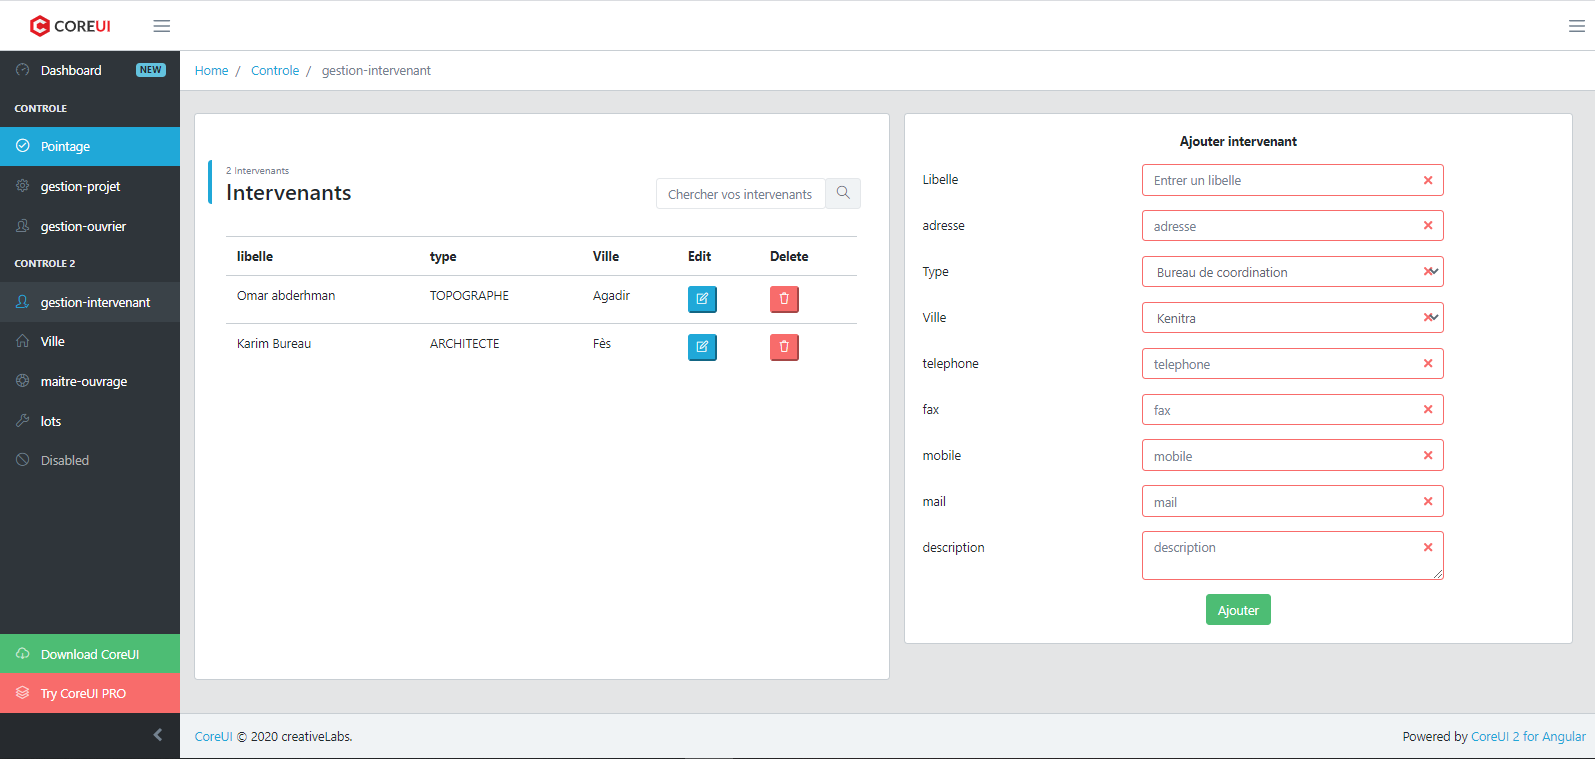 COREUI
Dashboard NEW
CONTROLE
Pointage
gestion-projet
gestion-ouvrier
CONTROLE 2
gestion-intervenant
Ville
maitre-ouvrage
lots
Disabled
Download CoreUI
Try CoreUI PRO
Home / Controle / gestion-intervenant
2 Intervenants
Intervenants
Chercher vos intervenants
libelle type Ville Edit Delete
Omar abderhman TOPOGRAPHE Agadir
Karim Bureau ARCHITECTE Fès
Ajouter intervenant
Libelle Entrer un libelle
adresse adresse
Type Bureau de coordination
Ville Kenitra
telephone telephone
fax fax
mobile mobile
mail mail
description description
Ajouter
CoreUI © 2020 creativeLabs.
Powered by CoreUI 2 for Angular